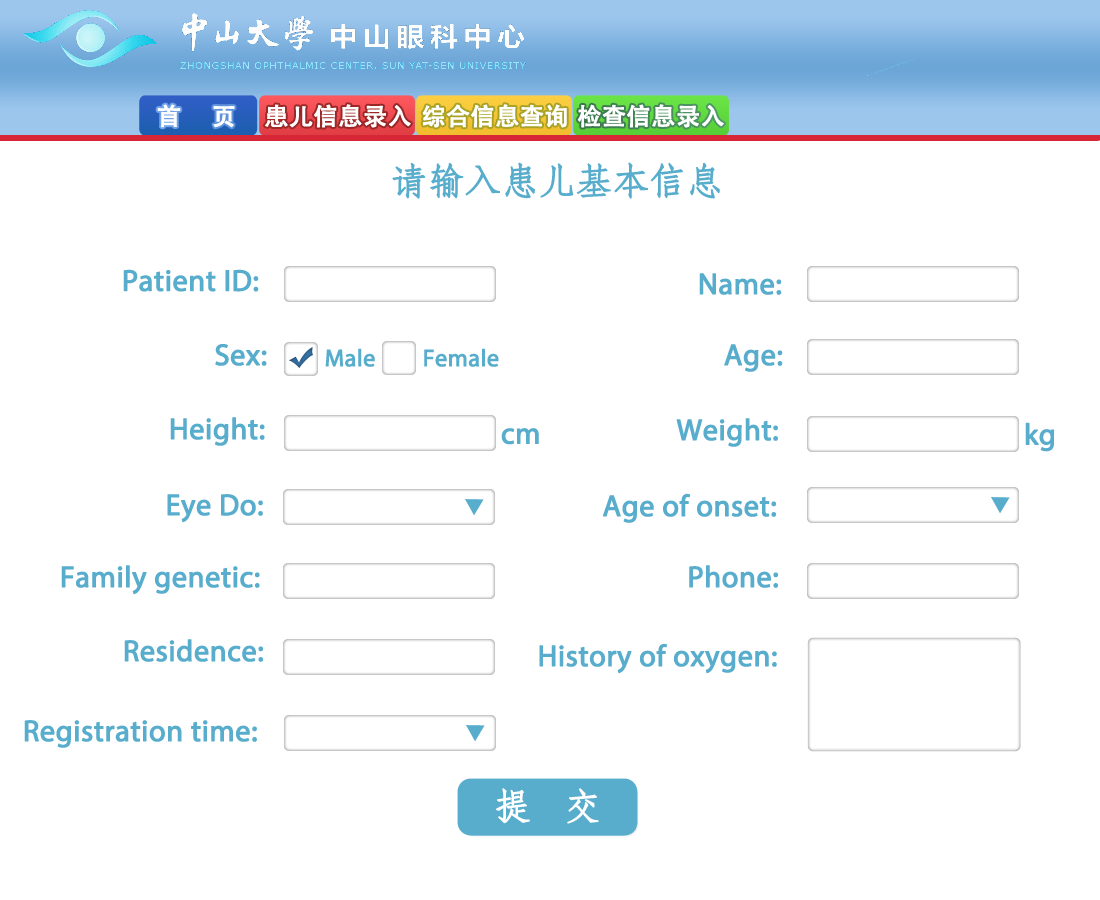 中山大學 中山眼科中心
ZHONGSHAN OPHTHALMIC CENTER, SUN YAT-SEN UNIVERSITY
首 页 患儿信息录入 综合信息查询 检查信息录入
请输入患儿基本信息
Patient ID: Name:
Sex: Male Female Age:
Height: cm Weight: kg
Eye Do: Age of onset:
Family genetic: Phone:
Residence: History of oxygen:
Registration time:
提 交